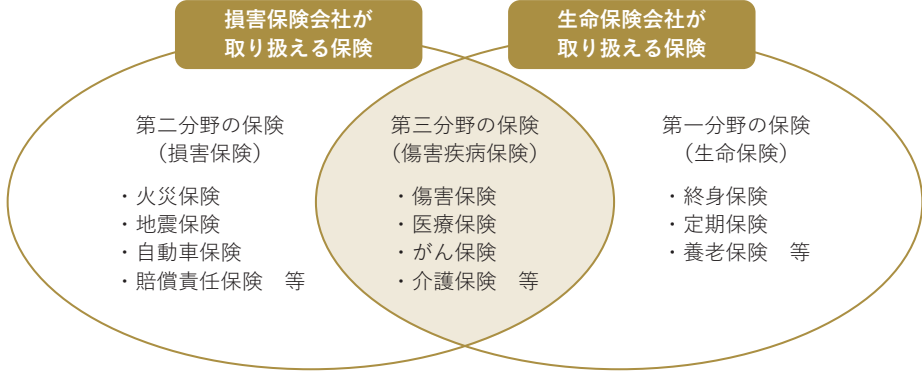 損害保険会社が
取り扱える保険
生命保険会社が
取り扱える保険
第二分野の保険
（損害保険）
・火災保険
・地震保険
・自動車保険
・賠償責任保険　等
第三分野の保険
（傷害疾病保険）
・傷害保険
・医療保険
・がん保険
・介護保険　等
第一分野の保険
（生命保険）
・終身保険
・定期保険
・養老保険　等